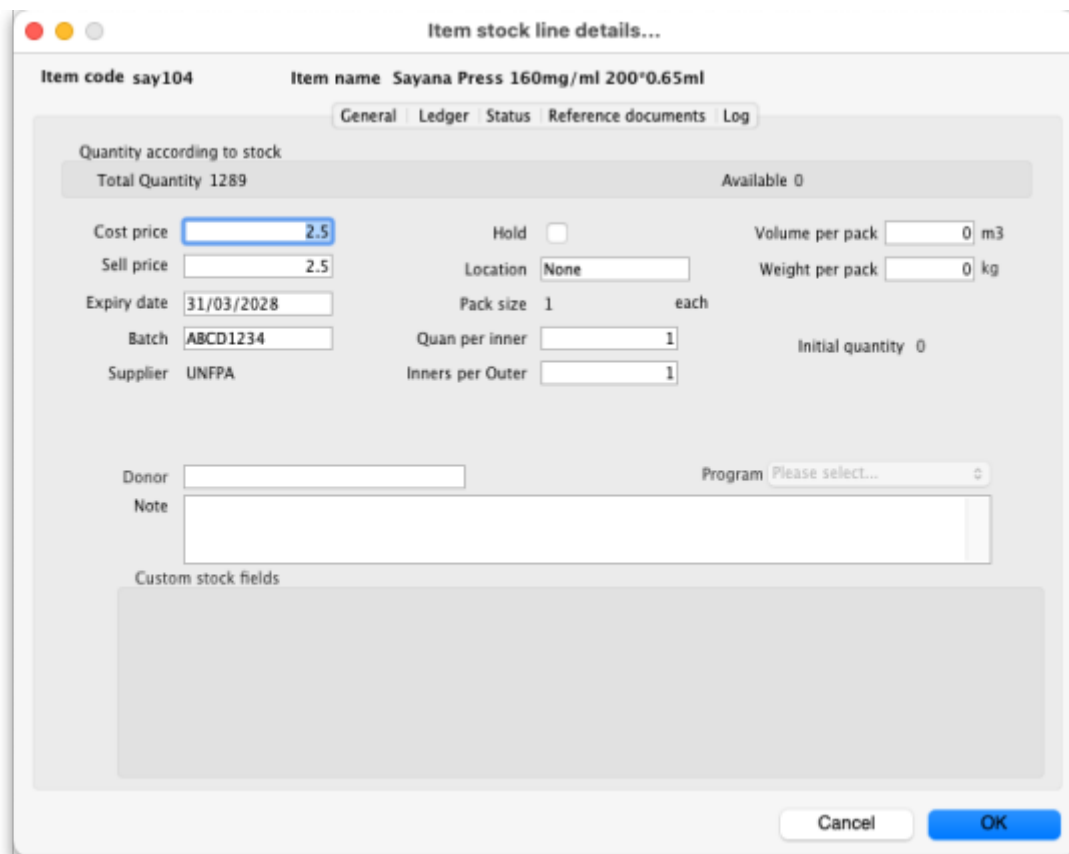 Item stock line details...
Item code say104 Item name Sayana Press 160mg/ml 200*0.65ml
General Ledger Status Reference documents Log
Quantity according to stock
Total Quantity 1289 Available 0
Cost price 2.5 Hold Volume per pack 0 m3
Sell price 2.5 Location None Weight per pack 0 kg
Expiry date 31/03/2028 Pack size 1 each
Batch ABCD1234 Quan per inner 1 Initial quantity 0
Supplier UNFPA Inners per Outer 1
Donor Program Please select...
Note
Custom stock fields
Cancel OK